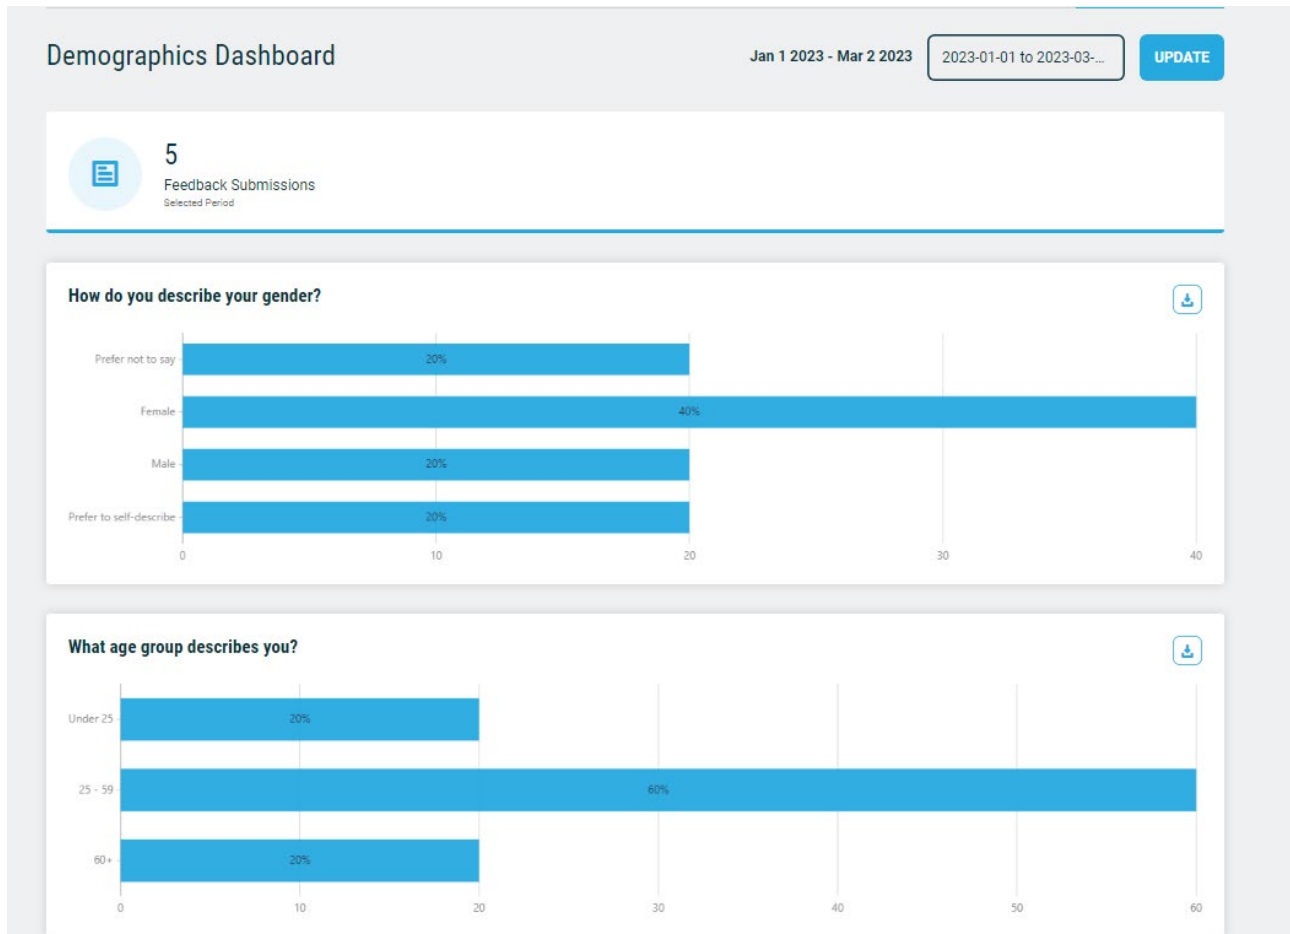 Demographics Dashboard
Jan 1 2023 - Mar 2 2023
2023-01-01 to 2023-03-...
UPDATE
5
Feedback Submissions
Selected Period
How do you describe your gender?
Prefer not to say
20%
Female
40%
Male
20%
Prefer to self-describe
20%
0 10 20 30 40
What age group describes you?
Under 25
20%
25 - 59
60%
60+
20%
0 10 20 30 40 50 60